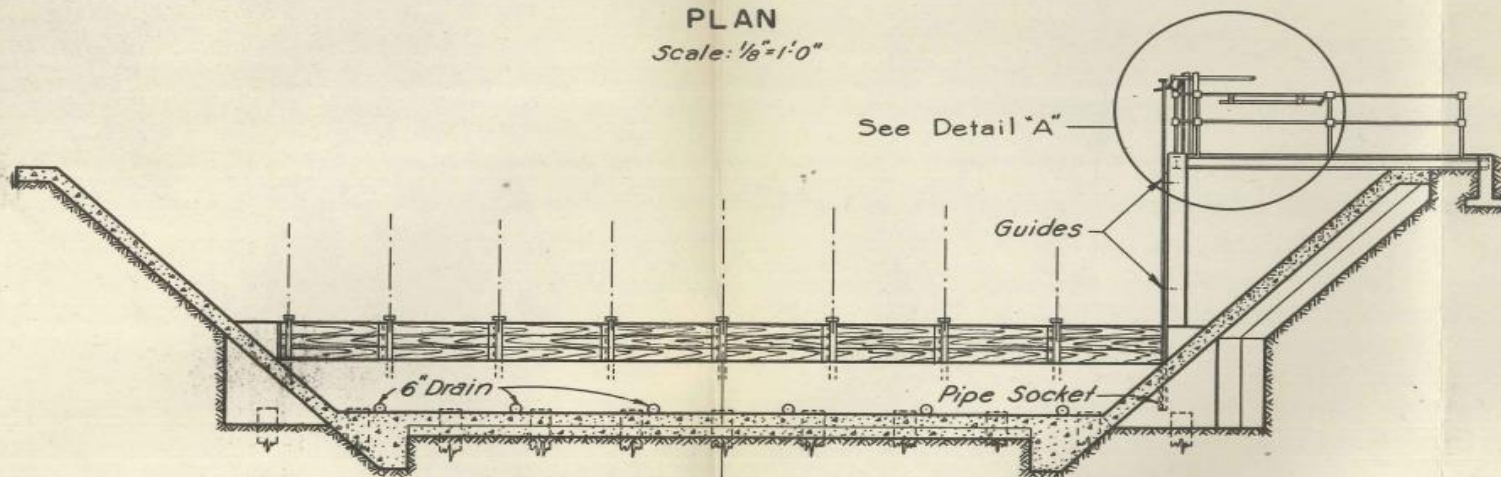 PLAN
Scale: 1/8"=1'-0"
See Detail "A"
Guides
6" Drain
Pipe Socket